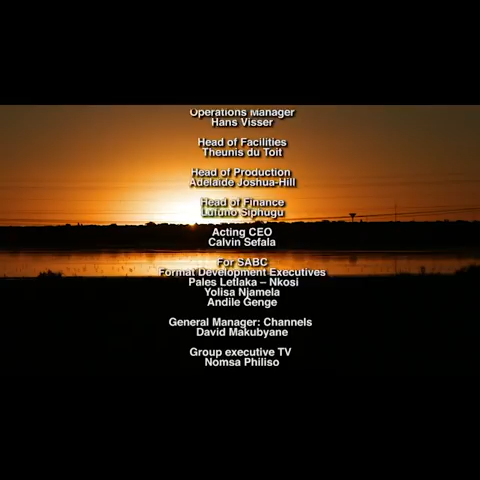 Operations Manager
Hans Visser
Head of Facilities
Theunis du Toit
Head of Production
Adelaide Joshua-Hill
Head of Finance
Lufuno Siphugu
Acting CEO
Calvin Sefala
For SABC
Format Development Executives
Pales Letlaka – Nkosi
Yolisa Njamela
Andile Genge
General Manager: Channels
David Makubyane
Group executive TV
Nomsa Philiso